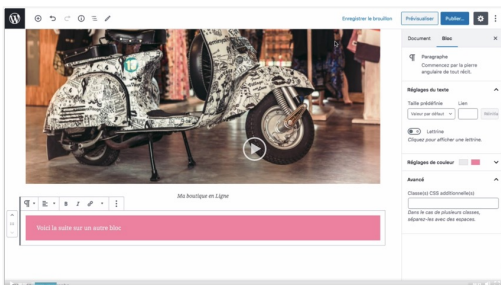 Enregistrer le brouillon
Prévisualiser
Publier...
Document
Bloc
Paragraphe
Commencez par la pierre
angulaire de tout récit.
Réglages du texte
Taille prédéfinie
Lien
Valeur par défaut
Lettrine
Cliquez pour afficher une lettrine.
Réglages de couleur
Avancé
Classe(s) CSS additionnelle(s)
Dans le cas de plusieurs classes,
séparez-les avec des espaces.
Ma boutique en Ligne
B I
Voici la suite sur un autre bloc